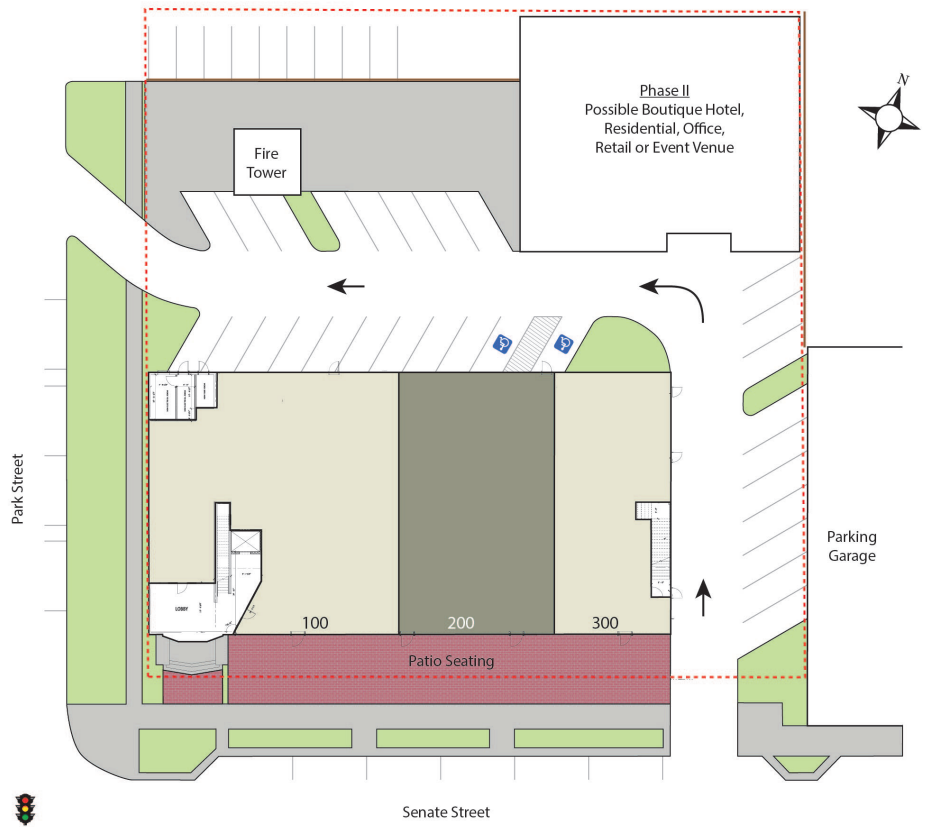 Phase II
Possible Boutique Hotel,
Residential, Office,
Retail or Event Venue
N
Fire
Tower
Park Street
Parking
Garage
LOBBY
100
200
300
Patio Seating
Senate Street